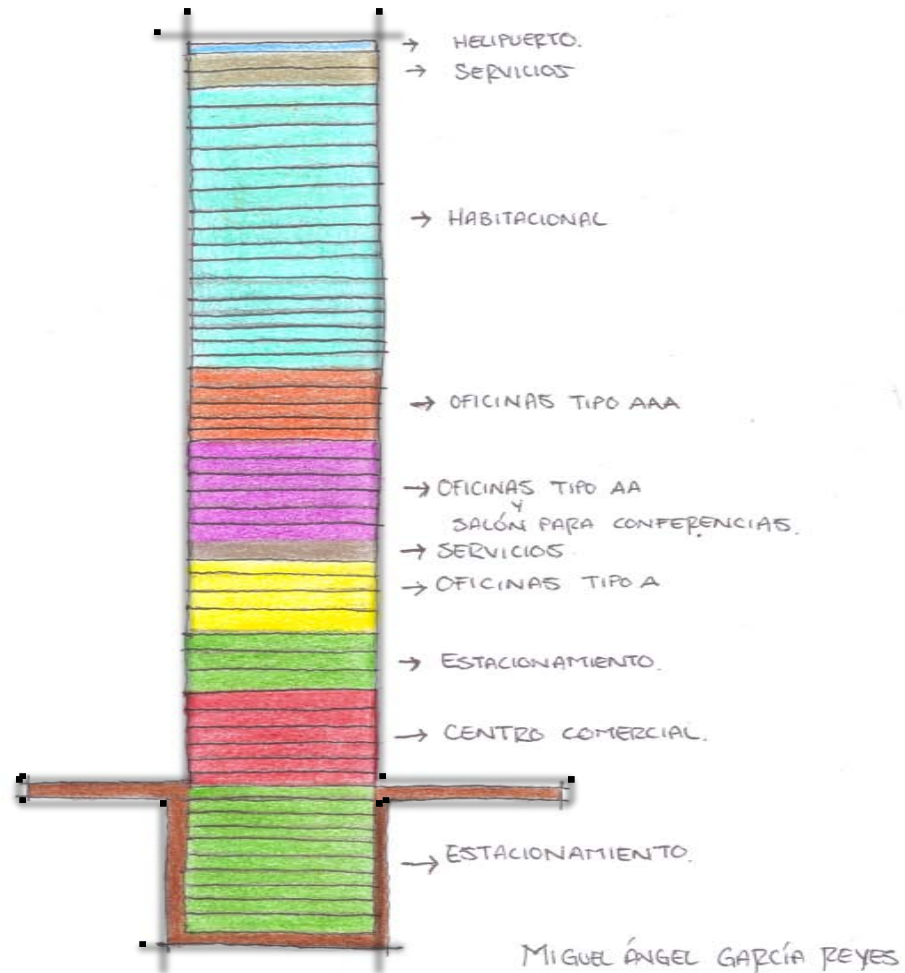 HELIPUERTO.
SERVICIOS
HABITACIONAL
OFICINAS TIPO AAA
OFICINAS TIPO AA
Y
SALÓN PARA CONFERENCIAS.
SERVICIOS
OFICINAS TIPO A
ESTACIONAMIENTO.
CENTRO COMERCIAL.
ESTACIONAMIENTO.
MIGUEL ÁNGEL GARCÍA REYES